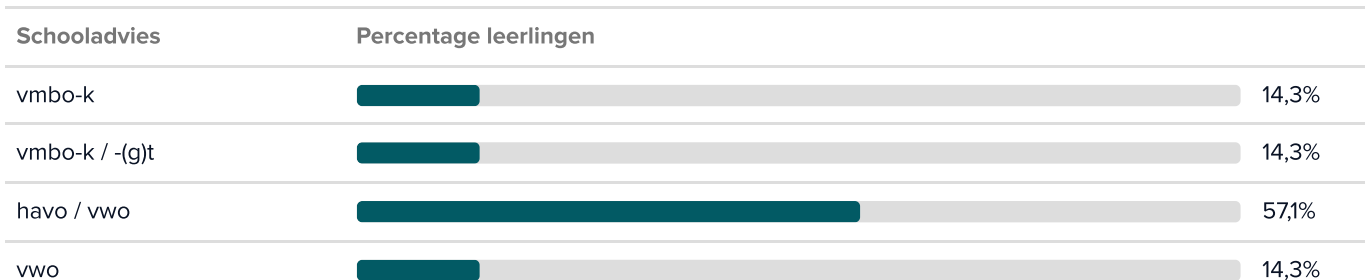 Schooladvies Percentage leerlingen
vmbo-k 14,3%
vmbo-k / -(g)t 14,3%
havo / vwo 57,1%
vwo 14,3%